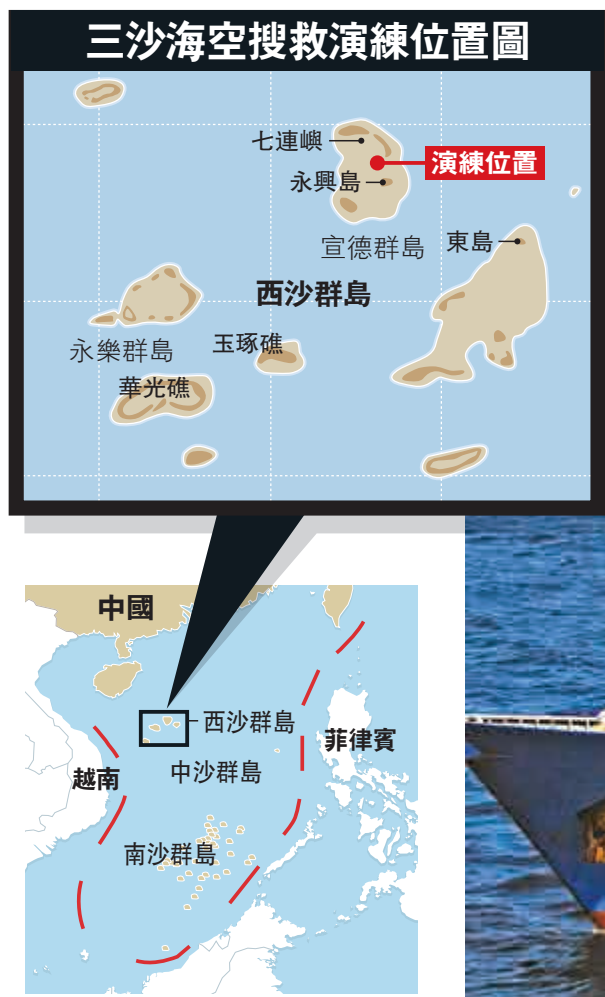 三沙海空搜救演練位置圖
七連嶼
演練位置
永興島
宣德群島
東島
西沙群島
永樂群島
玉琢礁
華光礁
中國
西沙群島
菲律賓
中沙群島
越南
南沙群島